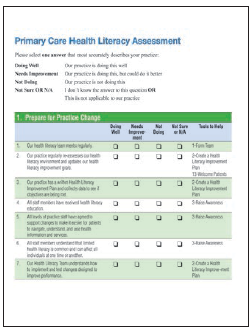 Primary Care Health Literacy Assessment
Please select one answer that most accurately describes your practice:
Doing Well Our practice is doing this well
Needs Improvement Our practice is doing this, but could do it better
Not Doing Our practice is not doing this
Not Sure OR N/A I don't know the answer to this question OR
This is not applicable to our practice
1. Prepare for Practice Change
Doing Well Needs Improvement Not Doing Not Sure or N/A Tools to Help
1. Our health literacy team meets regularly. 1-Form Team
2. Our practice regularly re-assesses our health
literacy environment and updates our health
literacy improvement goals.
2-Create a Health
Literacy Improvement
Plan
3. Our practice has a written Health Literacy
Improvement Plan and collects data to see if
objectives are being met.
2-Create a Health
Literacy Improvement
Plan
4. All staff members have received health literacy
education.
3-Raise Awareness
5. All levels of practice staff have agreed to
support changes to make it easier for patients
to navigate, understand, and use health
information and services.
3-Raise Awareness
6. All staff members understand that limited
health literacy is common and can affect all
individuals at one time or another.
3-Raise Awareness
7. Our Health Literacy Team understands how
to implement and test changes designed to
improve performance.
2-Create a Health
Literacy Improvement
Plan